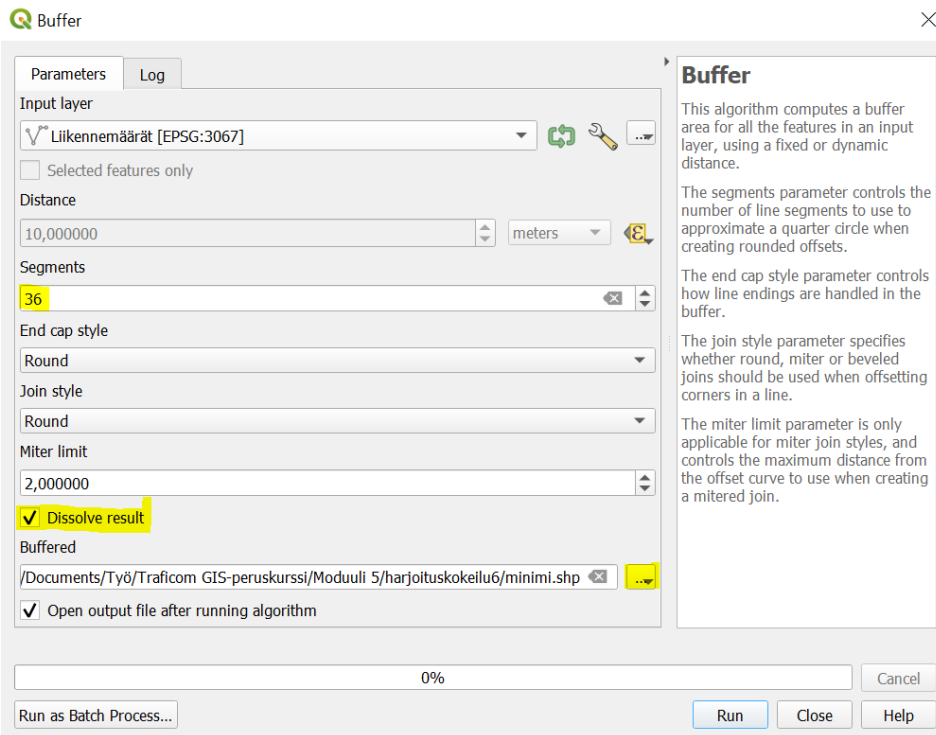 Buffer
Parameters
Log
Input layer
Liikennemäärät [EPSG:3067]
...
Selected features only
Distance
10,000000
meters
ε
Segments
36
End cap style
Round
Join style
Round
Miter limit
2,000000
Dissolve result
Buffered
/Documents/Työ/Traficom GIS-peruskurssi/Moduuli 5/harjoituskokeilu6/minimi.shp
...
Open output file after running algorithm
Buffer
This algorithm computes a buffer
area for all the features in an input
layer, using a fixed or dynamic
distance.
The segments parameter controls the
number of line segments to use to
approximate a quarter circle when
creating rounded offsets.
The end cap style parameter controls
how line endings are handled in the
buffer.
The join style parameter specifies
whether round, miter or beveled
joins should be used when offsetting
corners in a line.
The miter limit parameter is only
applicable for miter join styles, and
controls the maximum distance from
the offset curve to use when creating
a mitered join.
0%
Cancel
Run as Batch Process...
Run
Close
Help